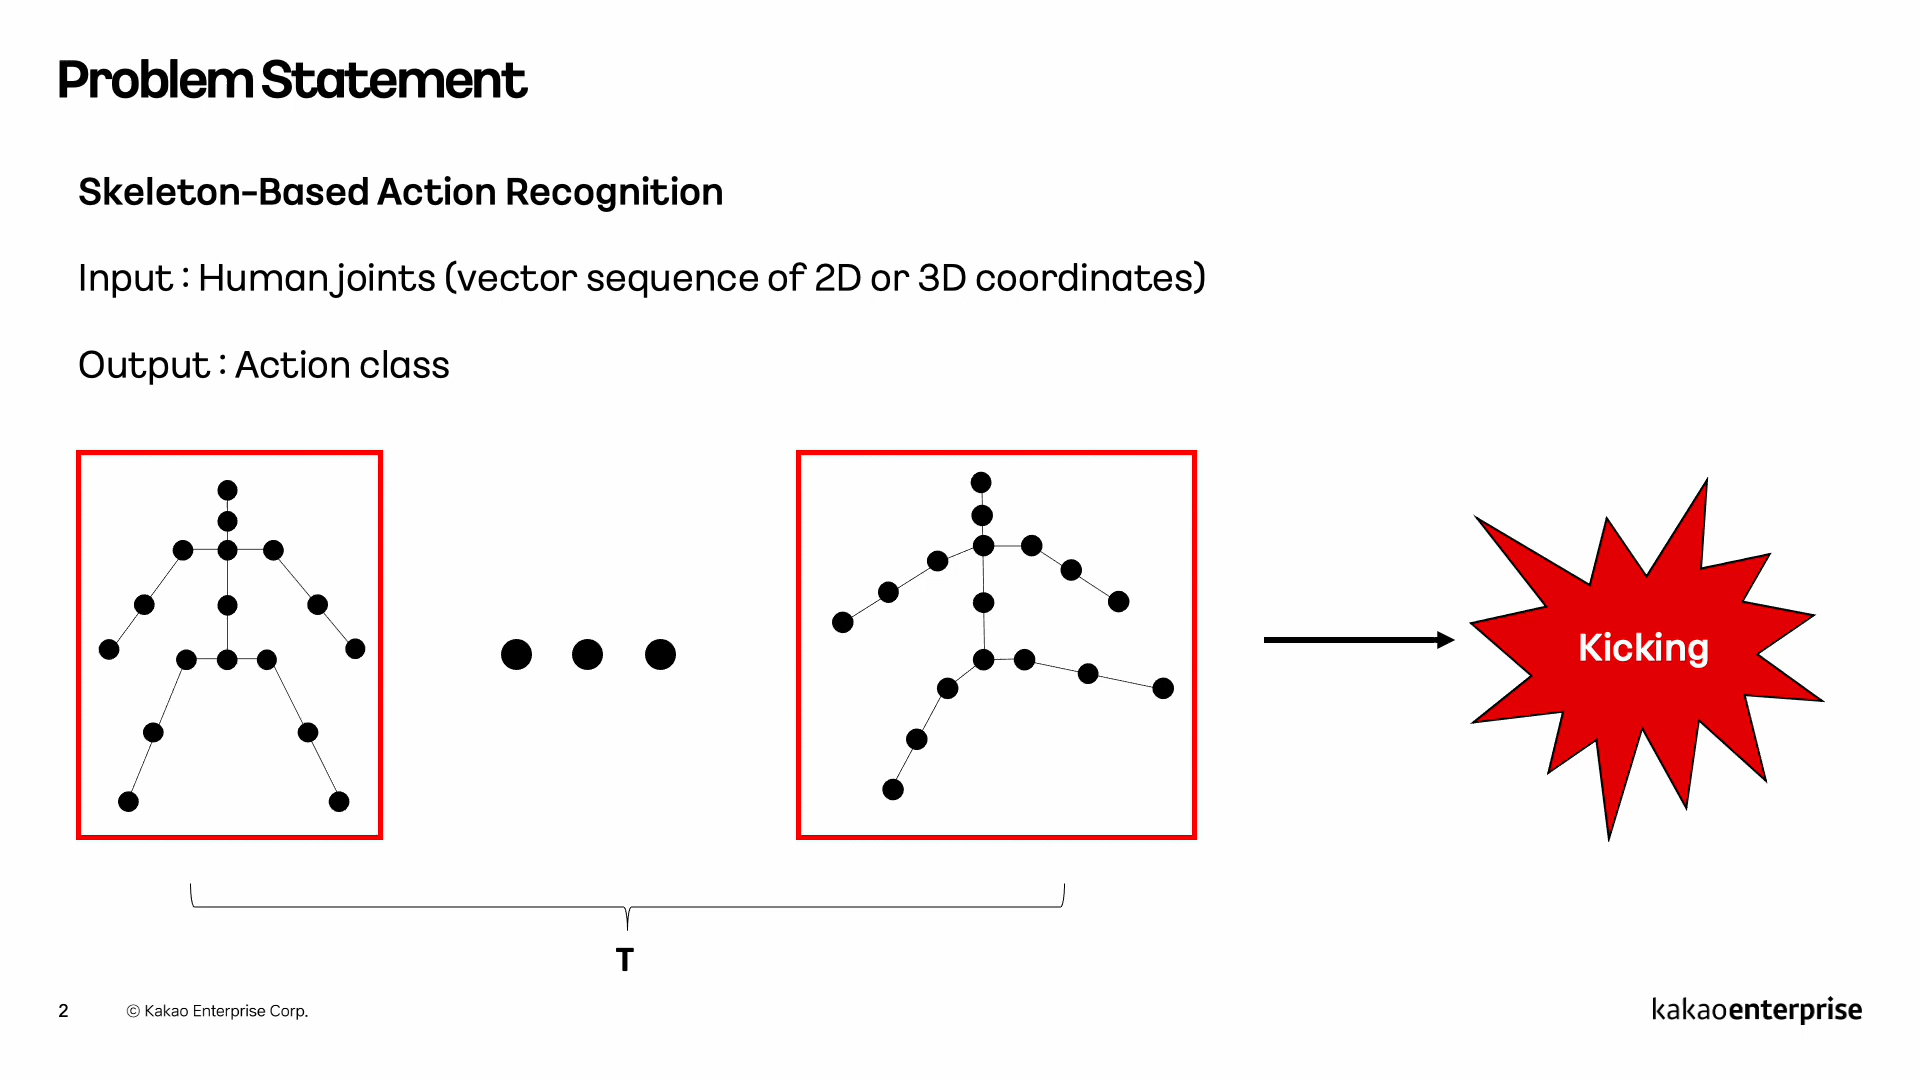 Problem Statement
Skeleton-Based Action Recognition
Input : Human joints (vector sequence of 2D or 3D coordinates)
Output : Action class
Kicking
T
2
© Kakao Enterprise Corp.
kakaoenterprise